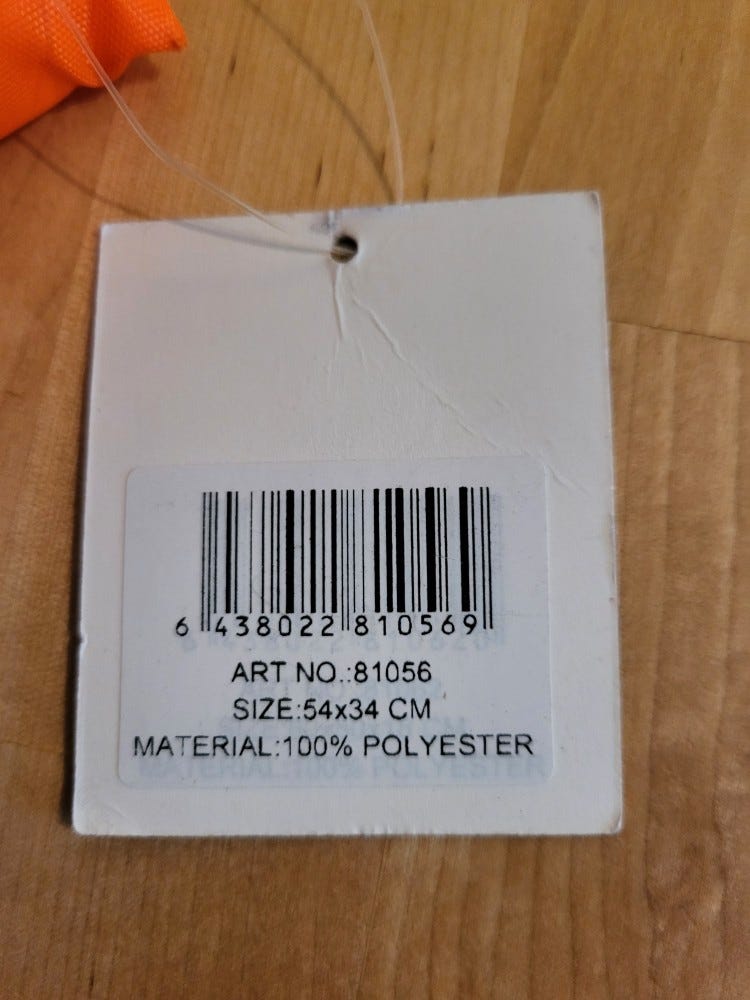 6 438022 810569
ART NO.:81056
SIZE:54x34 CM
MATERIAL:100% POLYESTER